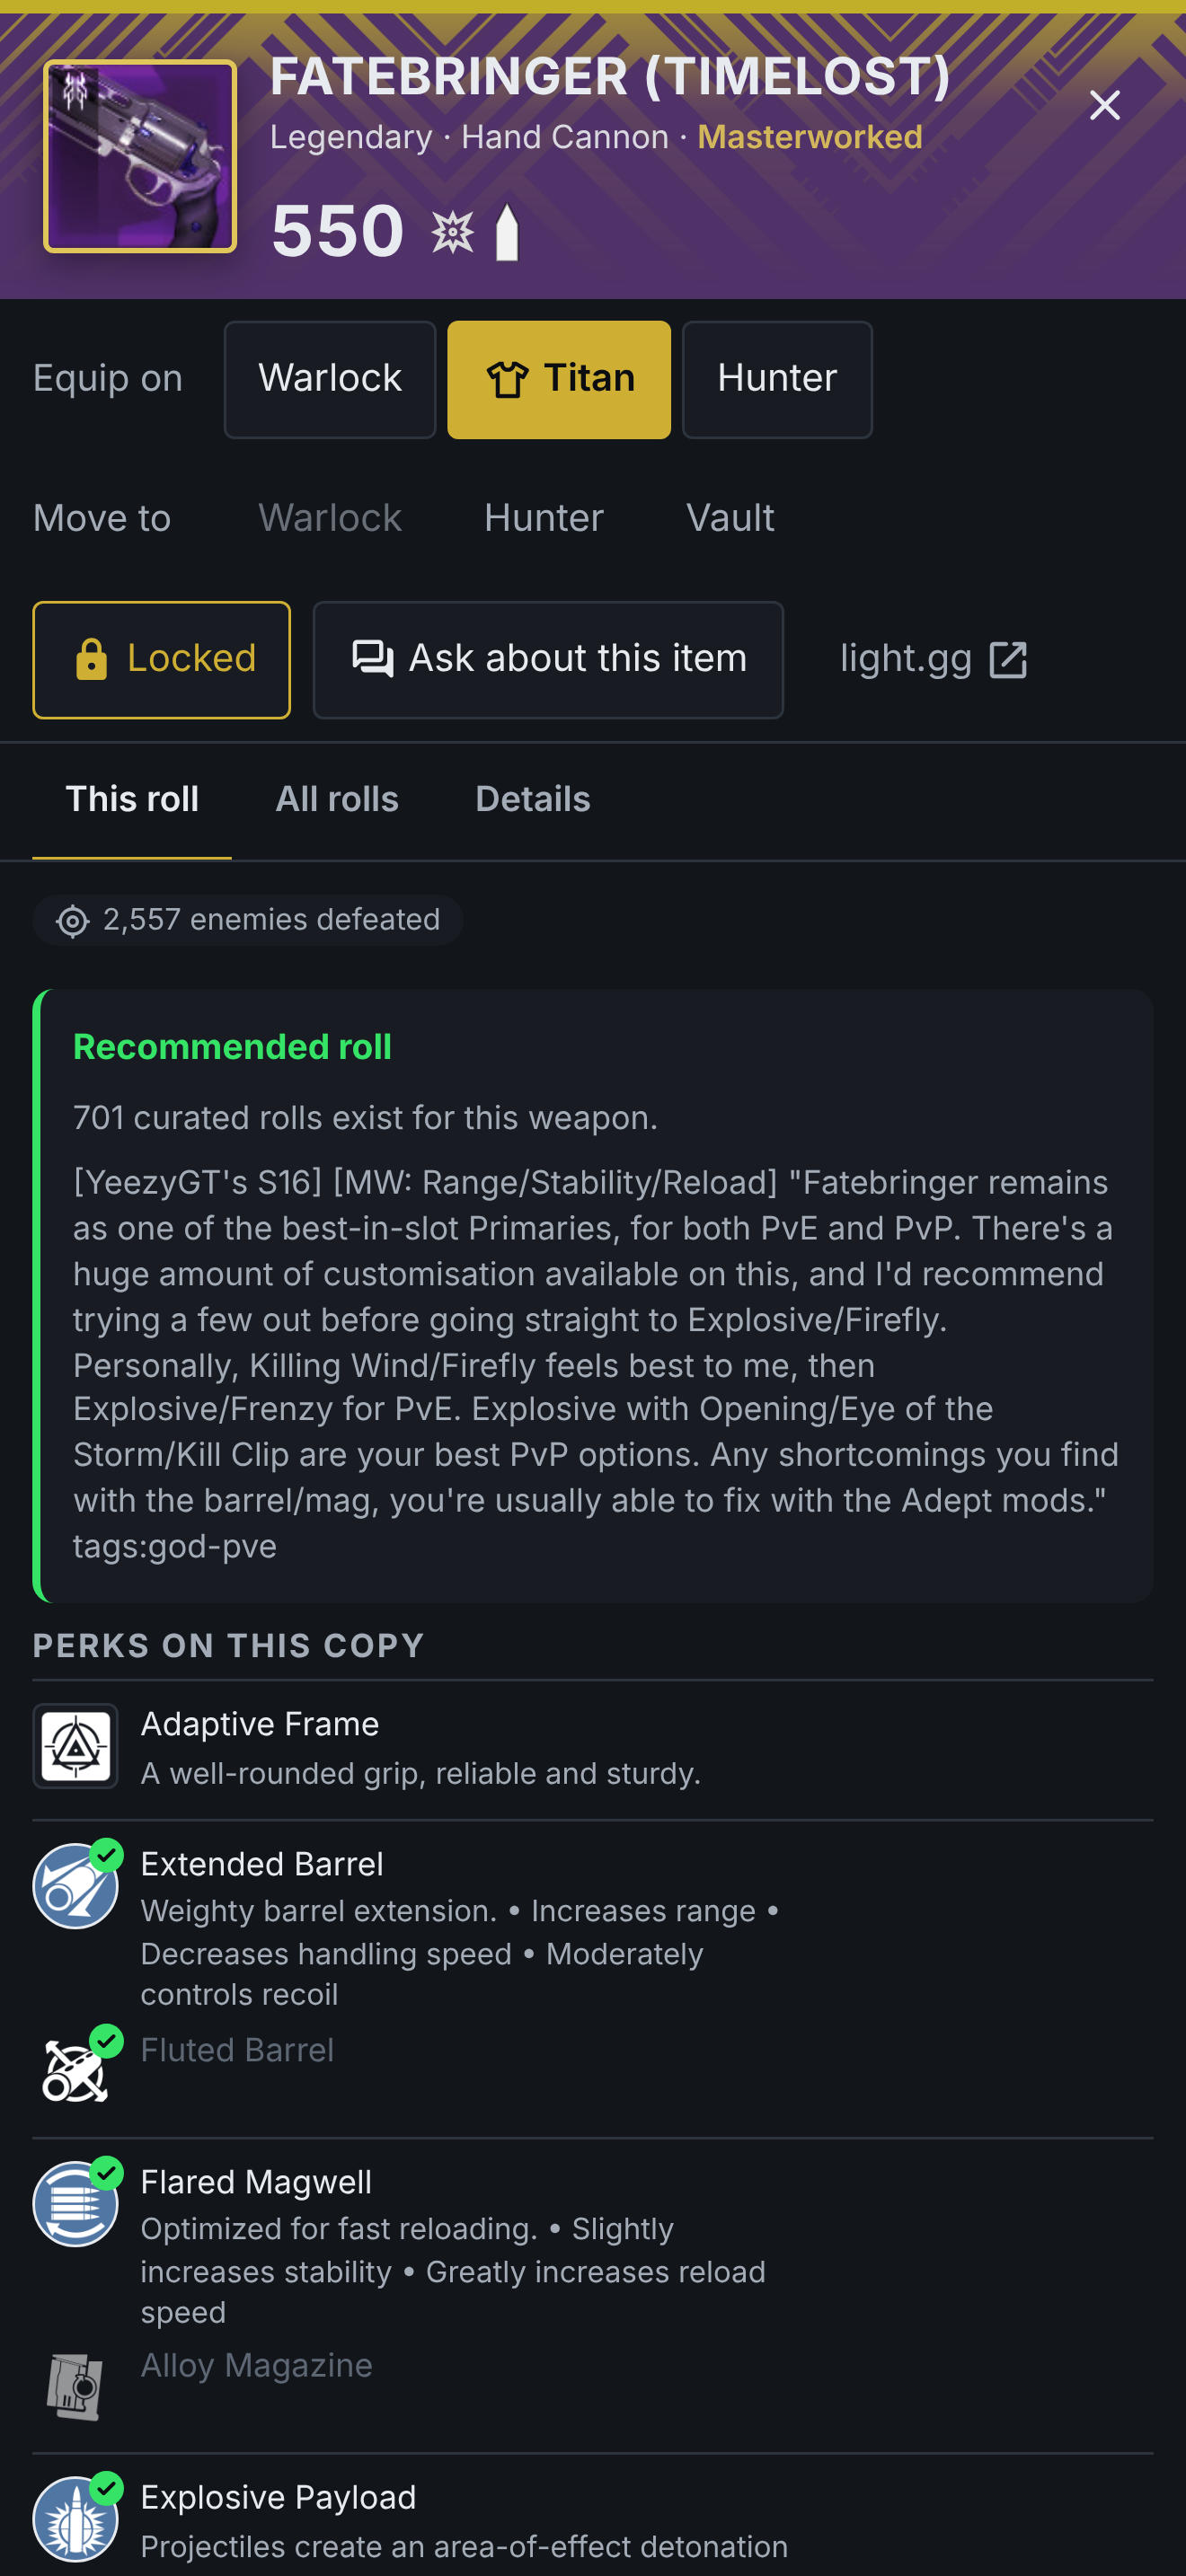 FATEBRINGER (TIMELOST)
Legendary · Hand Cannon · Masterworked
550
Equip on Warlock Titan Hunter
Move to Warlock Hunter Vault
Locked Ask about this item light.gg
This roll All rolls Details
2,557 enemies defeated
Recommended roll
701 curated rolls exist for this weapon.
[YeezyGT's S16] [MW: Range/Stability/Reload] "Fatebringer remains
as one of the best-in-slot Primaries, for both PvE and PvP. There's a
huge amount of customisation available on this, and I'd recommend
trying a few out before going straight to Explosive/Firefly.
Personally, Killing Wind/Firefly feels best to me, then
Explosive/Frenzy for PvE. Explosive with Opening/Eye of the
Storm/Kill Clip are your best PvP options. Any shortcomings you find
with the barrel/mag, you're usually able to fix with the Adept mods."
tags:god-pve
PERKS ON THIS COPY
Adaptive Frame
A well-rounded grip, reliable and sturdy.
Extended Barrel
Weighty barrel extension. • Increases range •
Decreases handling speed • Moderately
controls recoil
Fluted Barrel
Flared Magwell
Optimized for fast reloading. • Slightly
increases stability • Greatly increases reload
speed
Alloy Magazine
Explosive Payload
Projectiles create an area-of-effect detonation